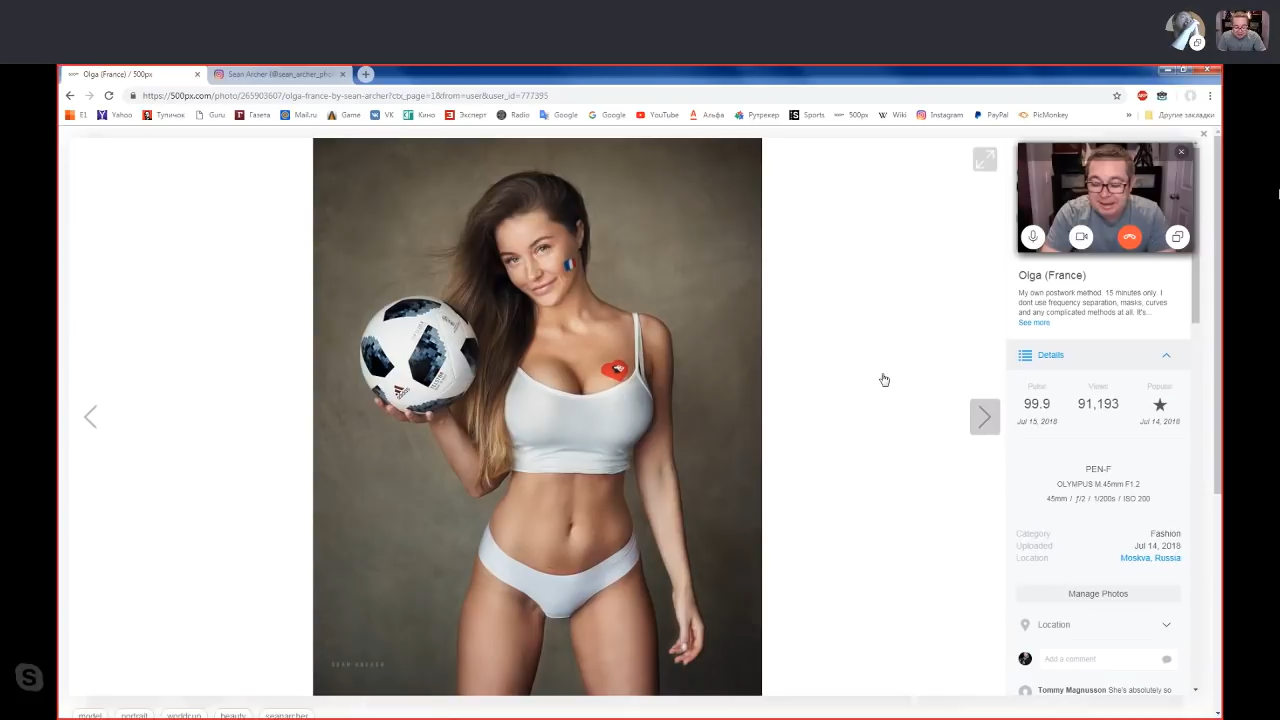 Olga (France) / 500px
Sean Archer (@sean_archer_pho
https://500px.com/photo/265903607/olga-france-by-sean-archer?ctx_page=1&from=user&user_id=777395
E1 Yahoo Тупичок Guru Газета Mail.ru Game VK Кино Эксперт Radio Google Google YouTube Альфа Рутрекер Sports 500px Wiki Instagram PayPal PicMonkey » Другие закладки
Olga (France)
My own postwork method. 15 minutes only. I
dont use frequency separation, masks, curves
and any complicated methods at all. It's...
See more
Details
Pulse Views Popular
99.9 91,193
Jul 15, 2018 Jul 14, 2018
PEN-F
OLYMPUS M.45mm F1.2
45mm / ƒ/2 / 1/200s / ISO 200
Category Fashion
Uploaded Jul 14, 2018
Location Moskva, Russia
Manage Photos
Location
Add a comment
Tommy Magnusson She's absolutely so
adidas
TELSTAR
SEAN ARCHER
model portrait worldcup beauty seanarcher